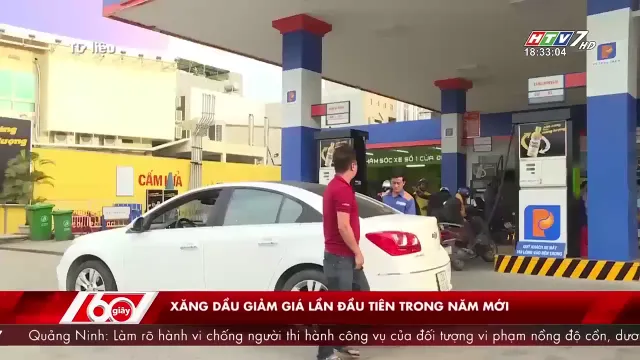 Tư liệu
HTV7 HD
18:33:04
P
CẤM LỬA
P
60 giây
XĂNG DẦU GIẢM GIÁ LẦN ĐẦU TIÊN TRONG NĂM MỚI
Quảng Ninh: Làm rõ hành vi chống người thi hành công vụ của đối tượng vi phạm nồng độ cồn, dươ